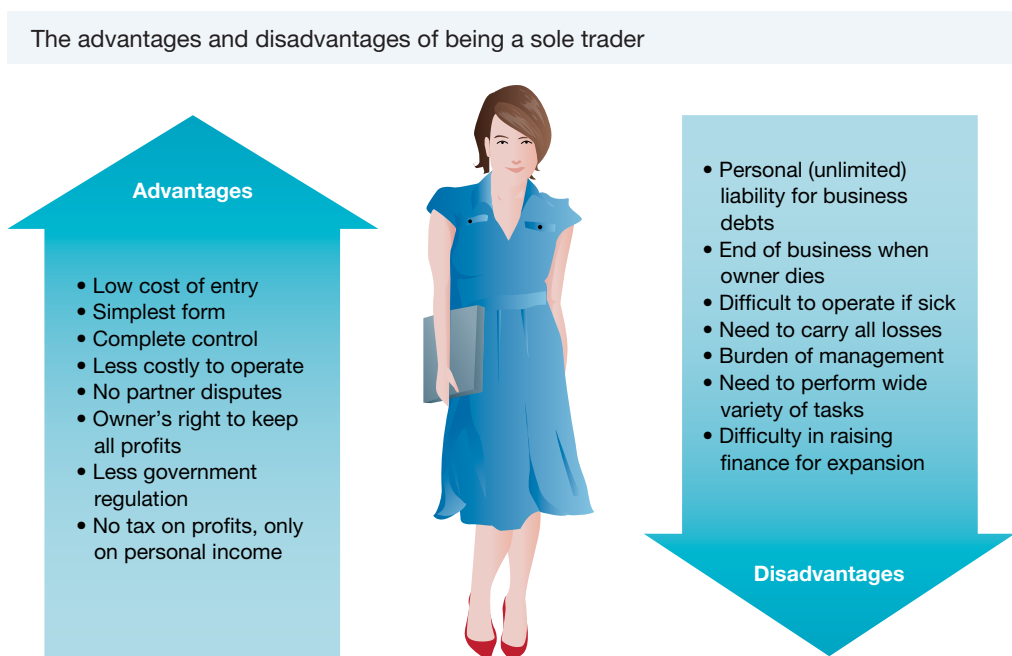 The advantages and disadvantages of being a sole trader
Advantages
• Low cost of entry
• Simplest form
• Complete control
• Less costly to operate
• No partner disputes
• Owner's right to keep
all profits
• Less government
regulation
• No tax on profits, only
on personal income
• Personal (unlimited)
liability for business
debts
• End of business when
owner dies
• Difficult to operate if sick
• Need to carry all losses
• Burden of management
• Need to perform wide
variety of tasks
• Difficulty in raising
finance for expansion
Disadvantages